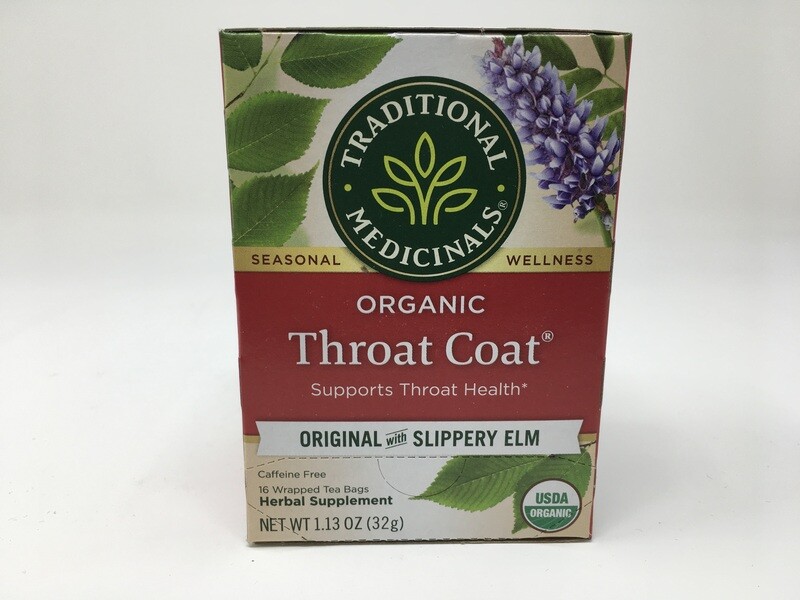 TRADITIONAL
MEDICINALS®
SEASONAL WELLNESS
ORGANIC
Throat Coat®
Supports Throat Health*
ORIGINAL with SLIPPERY ELM
Caffeine Free
16 Wrapped Tea Bags
Herbal Supplement
NET WT 1.13 OZ (32g)
USDA
ORGANIC